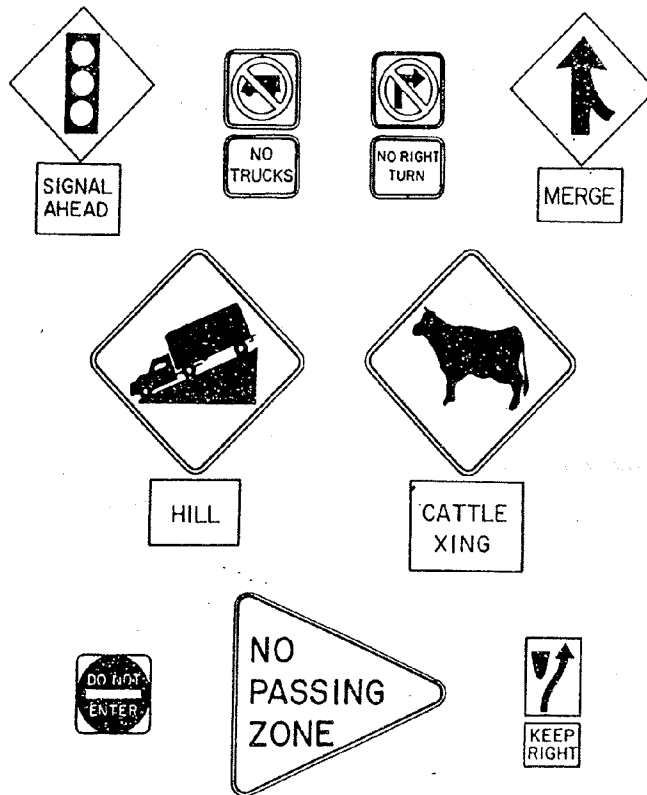 SIGNAL
AHEAD
NO
TRUCKS
NO RIGHT
TURN
MERGE
HILL
CATTLE
XING
DO NOT
ENTER
NO
PASSING
ZONE
KEEP
RIGHT